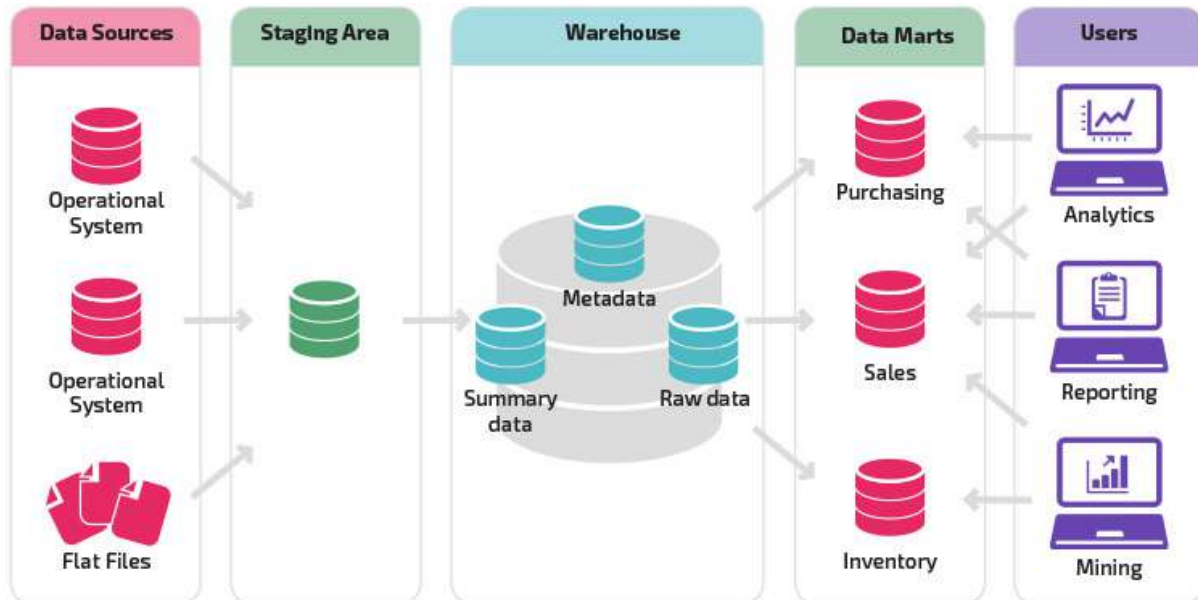 Data Sources
Staging Area
Warehouse
Data Marts
Users
Operational
System
Operational
System
Flat Files
Metadata
Summary
data
Raw data
Purchasing
Sales
Inventory
Analytics
Reporting
Mining